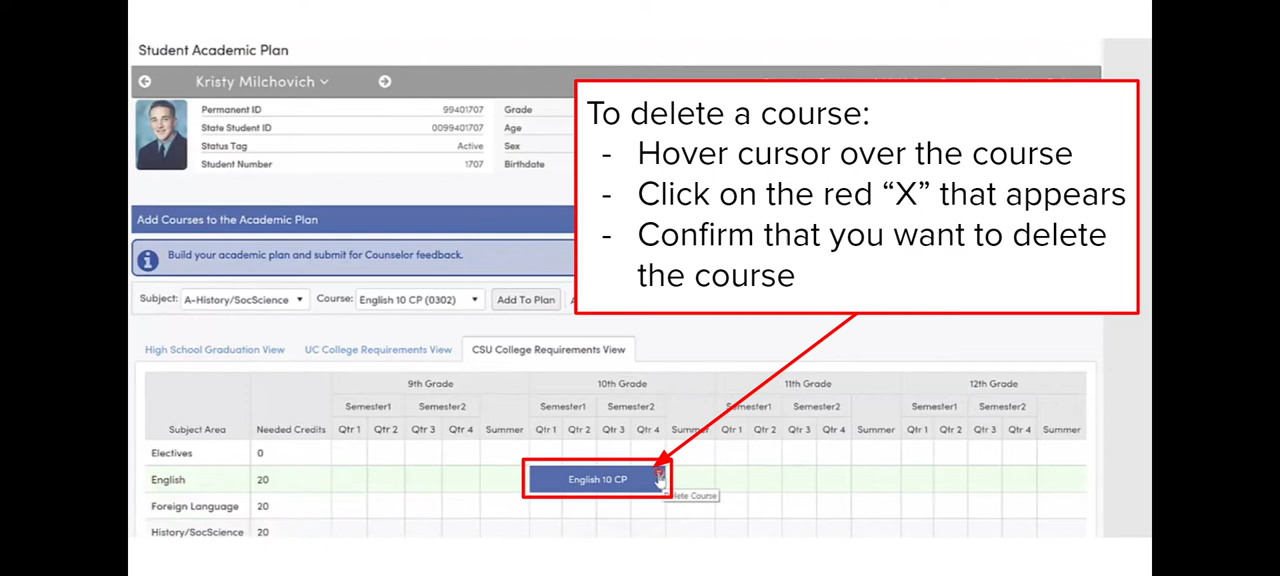 Student Academic Plan
Kristy Milchovich
Permanent ID 99401707 Grade
State Student ID 0099401707 Age
Status Tag Active Sex
Student Number 1707 Birthdate
To delete a course:
- Hover cursor over the course
- Click on the red “X” that appears
- Confirm that you want to delete
the course
Add Courses to the Academic Plan
Build your academic plan and submit for Counselor feedback.
Subject: A-History/SocScience Course: English 10 CP (0302) Add To Plan
High School Graduation View UC College Requirements View CSU College Requirements View
9th Grade 10th Grade 11th Grade 12th Grade
Semester1 Semester2 Semester1 Semester2 Semester1 Semester2 Semester1 Semester2
Subject Area Needed Credits Qtr 1 Qtr 2 Qtr 3 Qtr 4 Summer Qtr 1 Qtr 2 Qtr 3 Qtr 4 Summer Qtr 1 Qtr 2 Qtr 3 Qtr 4 Summer Qtr 1 Qtr 2 Qtr 3 Qtr 4 Summer
Electives 0
English 20 English 10 CP
Delete Course
Foreign Language 20
History/SocScience 20